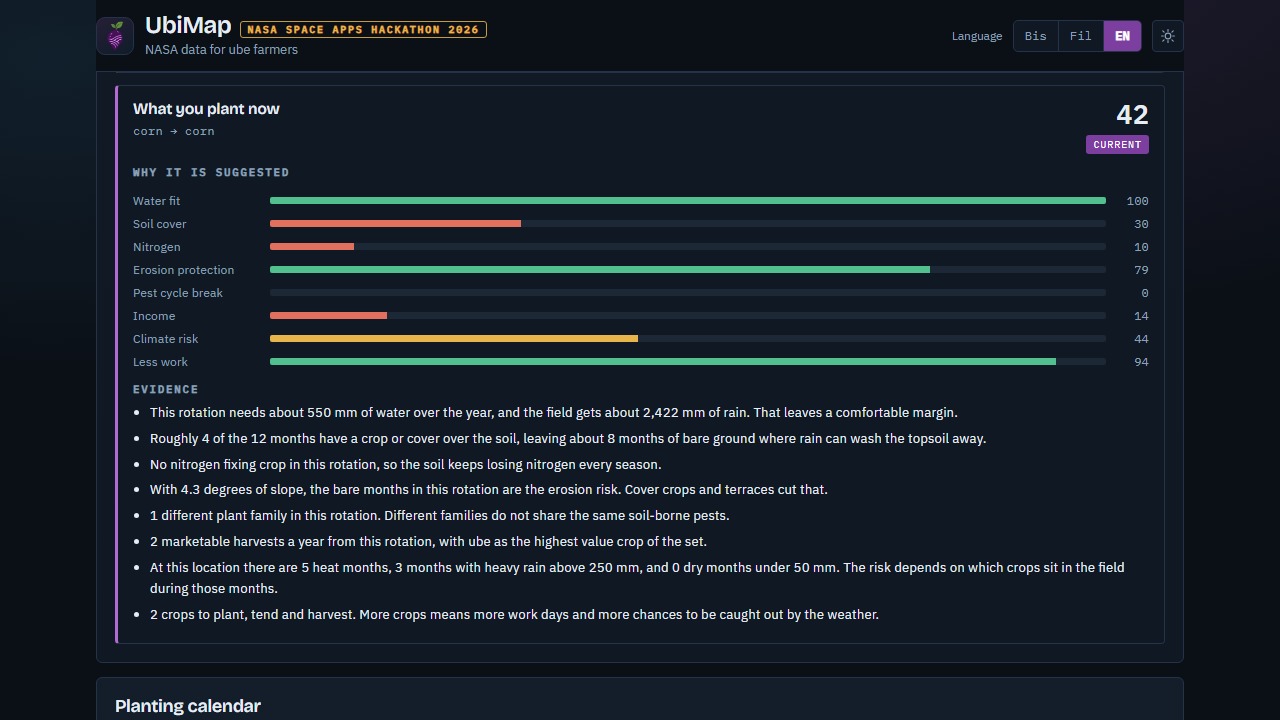 UbiMap NASA SPACE APPS HACKATHON 2026
NASA data for ube farmers
Language Bis Fil EN
What you plant now
corn → corn
42
CURRENT
WHY IT IS SUGGESTED
Water fit 100
Soil cover 30
Nitrogen 10
Erosion protection 79
Pest cycle break 0
Income 14
Climate risk 44
Less work 94
EVIDENCE
This rotation needs about 550 mm of water over the year, and the field gets about 2,422 mm of rain. That leaves a comfortable margin.
Roughly 4 of the 12 months have a crop or cover over the soil, leaving about 8 months of bare ground where rain can wash the topsoil away.
No nitrogen fixing crop in this rotation, so the soil keeps losing nitrogen every season.
With 4.3 degrees of slope, the bare months in this rotation are the erosion risk. Cover crops and terraces cut that.
1 different plant family in this rotation. Different families do not share the same soil-borne pests.
2 marketable harvests a year from this rotation, with ube as the highest value crop of the set.
At this location there are 5 heat months, 3 months with heavy rain above 250 mm, and 0 dry months under 50 mm. The risk depends on which crops sit in the field
during those months.
2 crops to plant, tend and harvest. More crops means more work days and more chances to be caught out by the weather.
Planting calendar